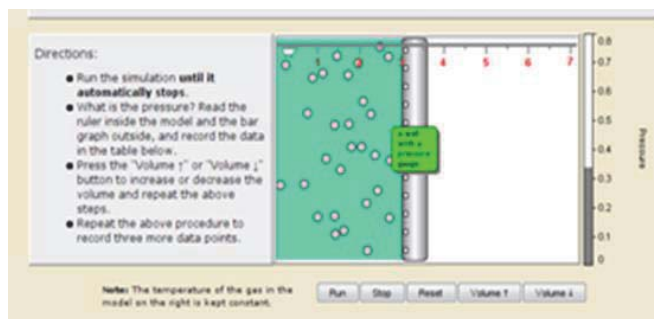 Directions:
● Run the simulation until it
automatically stops.
● What is the pressure? Read the
ruler inside the model and the bar
graph outside, and record the data
in the table below.
● Press the "Volume ↑" or "Volume ↓"
button to increase or decrease the
volume and repeat the above
steps.
● Repeat the above procedure to
record three more data points.
1 2 3 4 5 6 7
a wall
with a
pressure
gauge
0.8
0.7
0.6
0.5
0.4
0.3
0.2
0.1
0
Pressure
Note: The temperature of the gas in the
model on the right is kept constant.
Run Stop Reset Volume ↑ Volume ↓